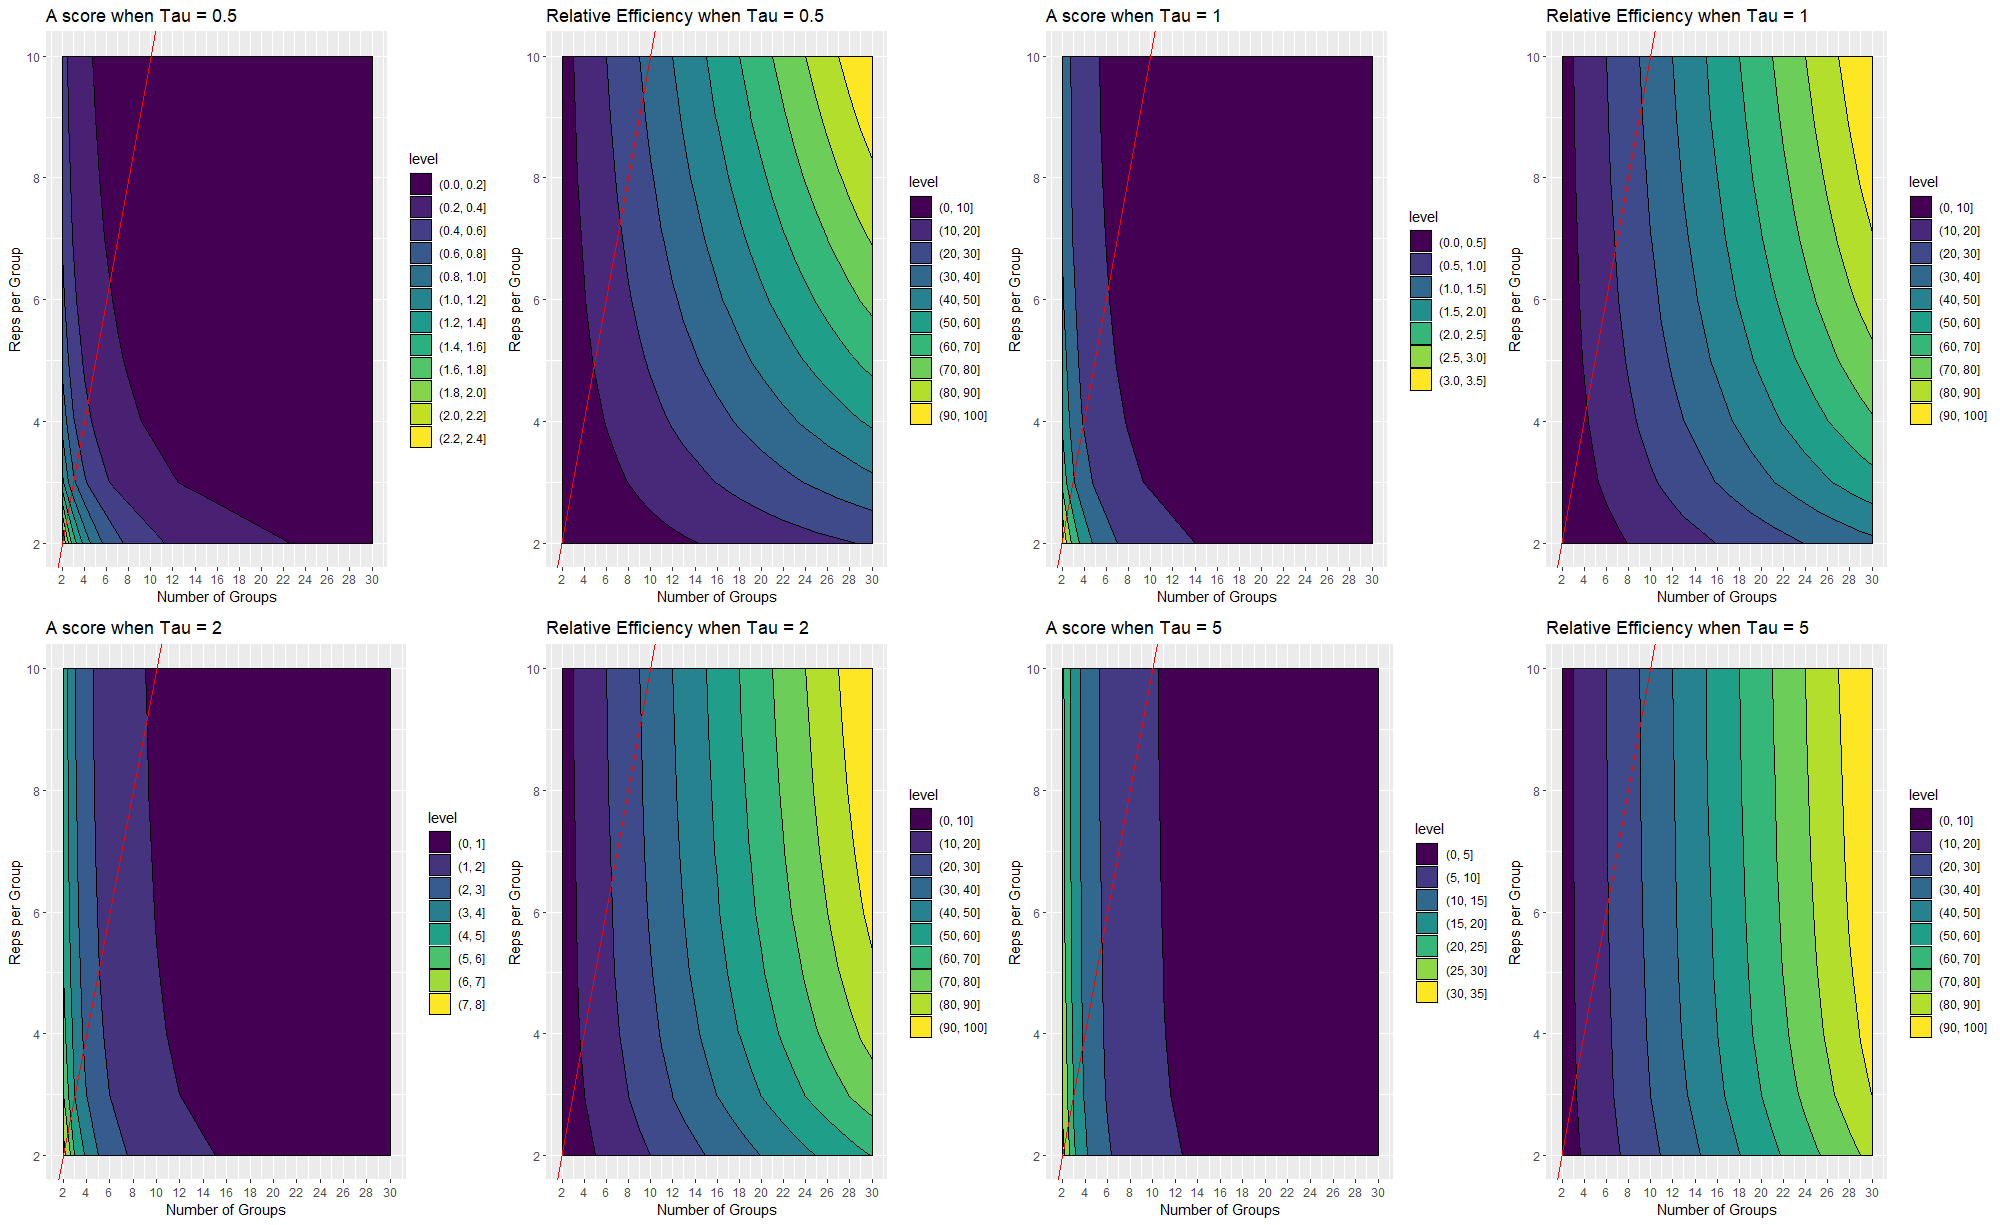 A score when Tau = 0.5
Reps per Group
10
8
6
4
2
2 4 6 8 10 12 14 16 18 20 22 24 26 28 30
Number of Groups
level
(0.0, 0.2]
(0.2, 0.4]
(0.4, 0.6]
(0.6, 0.8]
(0.8, 1.0]
(1.0, 1.2]
(1.2, 1.4]
(1.4, 1.6]
(1.6, 1.8]
(1.8, 2.0]
(2.0, 2.2]
(2.2, 2.4]
Relative Efficiency when Tau = 0.5
Reps per Group
10
8
6
4
2
2 4 6 8 10 12 14 16 18 20 22 24 26 28 30
Number of Groups
level
(0, 10]
(10, 20]
(20, 30]
(30, 40]
(40, 50]
(50, 60]
(60, 70]
(70, 80]
(80, 90]
(90, 100]
A score when Tau = 1
Reps per Group
10
8
6
4
2
2 4 6 8 10 12 14 16 18 20 22 24 26 28 30
Number of Groups
level
(0.0, 0.5]
(0.5, 1.0]
(1.0, 1.5]
(1.5, 2.0]
(2.0, 2.5]
(2.5, 3.0]
(3.0, 3.5]
Relative Efficiency when Tau = 1
Reps per Group
10
8
6
4
2
2 4 6 8 10 12 14 16 18 20 22 24 26 28 30
Number of Groups
level
(0, 10]
(10, 20]
(20, 30]
(30, 40]
(40, 50]
(50, 60]
(60, 70]
(70, 80]
(80, 90]
(90, 100]
A score when Tau = 2
Reps per Group
10
8
6
4
2
2 4 6 8 10 12 14 16 18 20 22 24 26 28 30
Number of Groups
level
(0, 1]
(1, 2]
(2, 3]
(3, 4]
(4, 5]
(5, 6]
(6, 7]
(7, 8]
Relative Efficiency when Tau = 2
Reps per Group
10
8
6
4
2
2 4 6 8 10 12 14 16 18 20 22 24 26 28 30
Number of Groups
level
(0, 10]
(10, 20]
(20, 30]
(30, 40]
(40, 50]
(50, 60]
(60, 70]
(70, 80]
(80, 90]
(90, 100]
A score when Tau = 5
Reps per Group
10
8
6
4
2
2 4 6 8 10 12 14 16 18 20 22 24 26 28 30
Number of Groups
level
(0, 5]
(5, 10]
(10, 15]
(15, 20]
(20, 25]
(25, 30]
(30, 35]
Relative Efficiency when Tau = 5
Reps per Group
10
8
6
4
2
2 4 6 8 10 12 14 16 18 20 22 24 26 28 30
Number of Groups
level
(0, 10]
(10, 20]
(20, 30]
(30, 40]
(40, 50]
(50, 60]
(60, 70]
(70, 80]
(80, 90]
(90, 100]